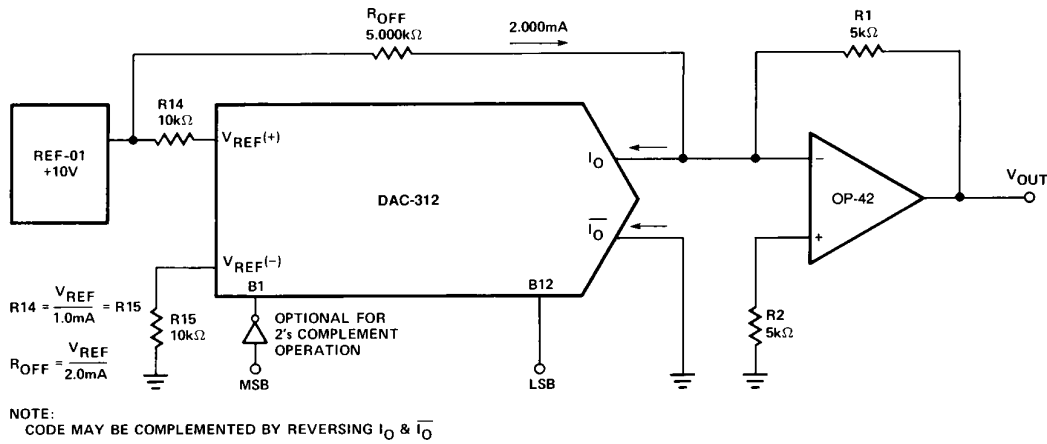 R_OFF
5.000kΩ
2.000mA
R1
5kΩ
REF-01
+10V
R14
10kΩ
V_REF(+)
DAC-312
I_O
I̅_O̅
V_REF(−)
B1
B12
−
+
OP-42
V_OUT
R14 = V_REF / 1.0mA = R15
R_OFF = V_REF / 2.0mA
R15
10kΩ
OPTIONAL FOR
2's COMPLEMENT
OPERATION
MSB
LSB
R2
5kΩ
NOTE:
CODE MAY BE COMPLEMENTED BY REVERSING I_O & I̅_O̅